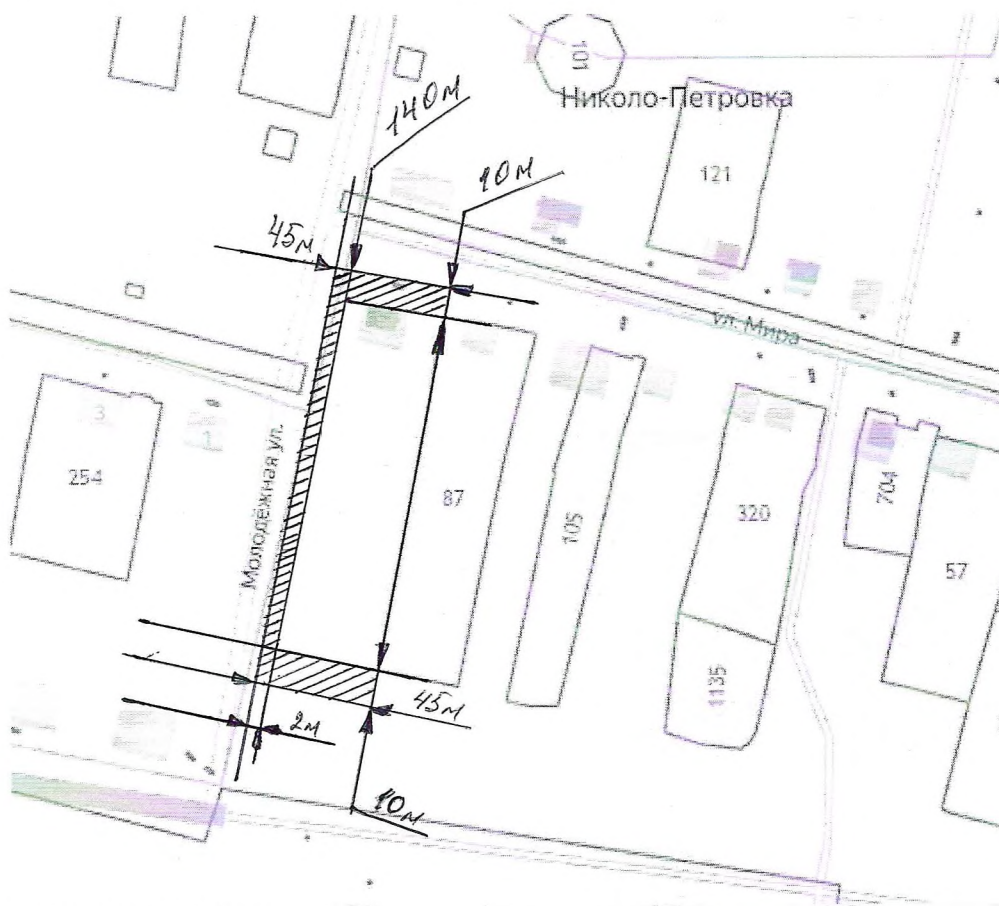 101
Николо-Петровка
140м
10м
121
45м
ул. Мира
3
1
254
Молодёжная ул.
87
105
320
704
57
1135
45м
2м
10м